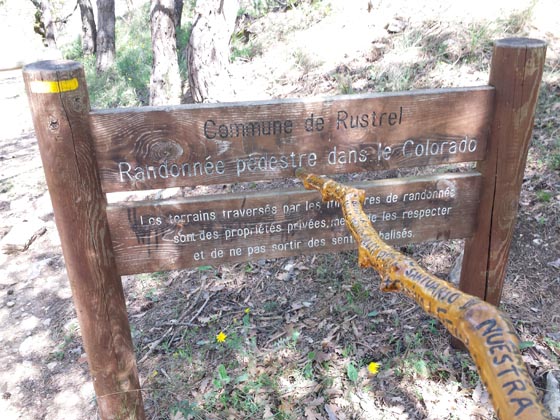 Commune de Rustrel
Randonnée pédestre dans le Colorado
Les terrains traversés par les de randonnée
sont des propriétés privées, de les respecter
et de ne pas sortir des balisés.
NUESTRA